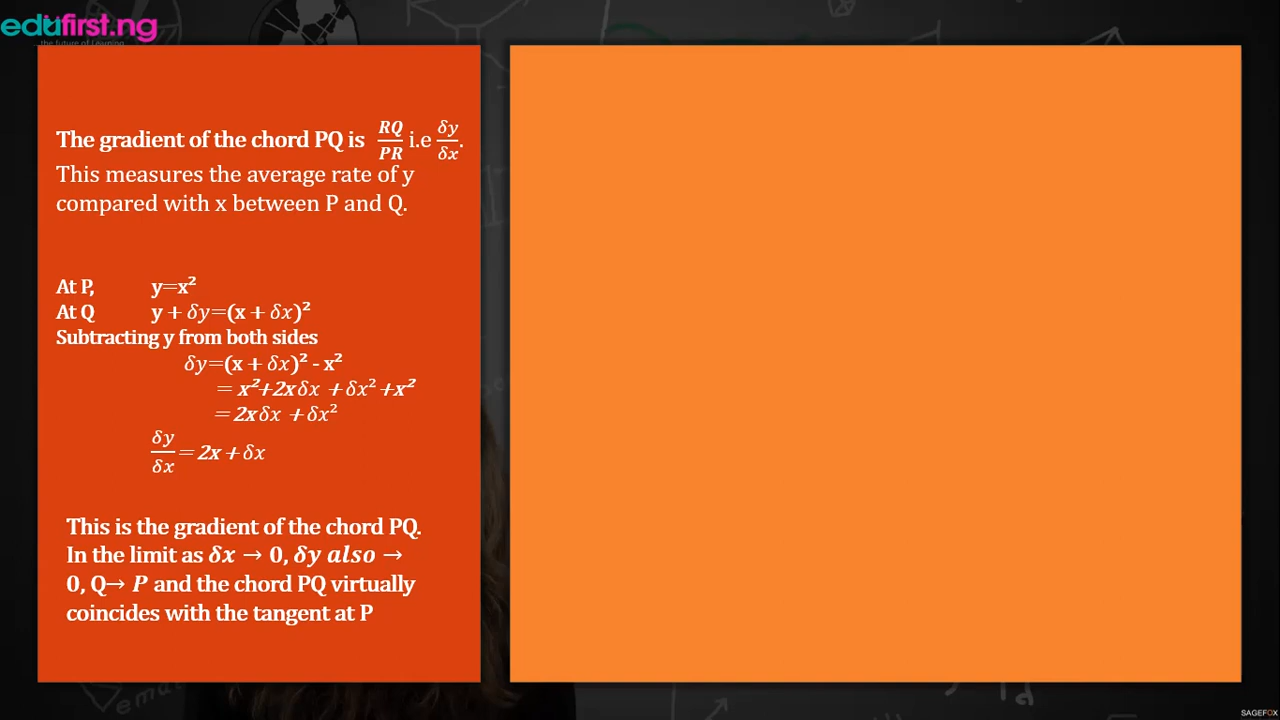 edufirst.ng
the future of learning
The gradient of the chord PQ is RQ/PR i.e δy/δx.
This measures the average rate of y
compared with x between P and Q.
At P, y=x²
At Q y + δy=(x + δx)²
Subtracting y from both sides
δy=(x + δx)² - x²
= x²+2xδx + δx² +x²
= 2xδx + δx²
δy/δx = 2x + δx
This is the gradient of the chord PQ.
In the limit as δx → 0, δy also →
0, Q→ P and the chord PQ virtually
coincides with the tangent at P
SAGEFOX